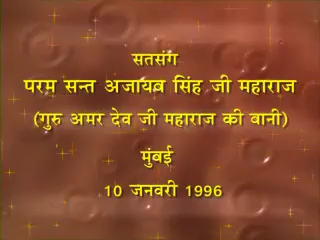 सतसंग
परम सन्त अजायब सिंह जी महाराज
(गुरु अमर देव जी महाराज की बानी)
मुंबई
10 जनवरी 1996